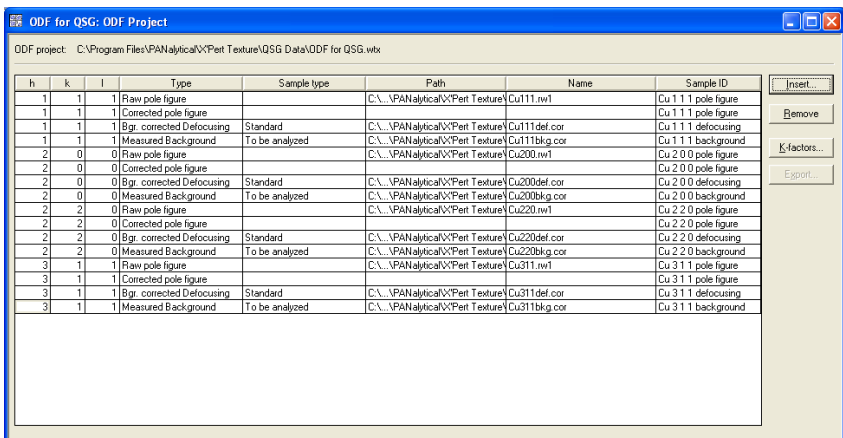 ODF for QSG: ODF Project
ODF project: C:\Program Files\PANalytical\X'Pert Texture\QSG Data\ODF for QSG.wtx
h k l Type Sample type Path Name Sample ID
1 1 1 Raw pole figure C:\...\PANalytical\X'Pert Texture\ Cu111.rw1 Cu 1 1 1 pole figure
1 1 1 Corrected pole figure Cu 1 1 1 pole figure
1 1 1 Bgr. corrected Defocusing Standard C:\...\PANalytical\X'Pert Texture\ Cu111def.cor Cu 1 1 1 defocusing
1 1 1 Measured Background To be analyzed C:\...\PANalytical\X'Pert Texture\ Cu111bkg.cor Cu 1 1 1 background
2 0 0 Raw pole figure C:\...\PANalytical\X'Pert Texture\ Cu200.rw1 Cu 2 0 0 pole figure
2 0 0 Corrected pole figure Cu 2 0 0 pole figure
2 0 0 Bgr. corrected Defocusing Standard C:\...\PANalytical\X'Pert Texture\ Cu200def.cor Cu 2 0 0 defocusing
2 0 0 Measured Background To be analyzed C:\...\PANalytical\X'Pert Texture\ Cu200bkg.cor Cu 2 0 0 background
2 2 0 Raw pole figure C:\...\PANalytical\X'Pert Texture\ Cu220.rw1 Cu 2 2 0 pole figure
2 2 0 Corrected pole figure Cu 2 2 0 pole figure
2 2 0 Bgr. corrected Defocusing Standard C:\...\PANalytical\X'Pert Texture\ Cu220def.cor Cu 2 2 0 defocusing
2 2 0 Measured Background To be analyzed C:\...\PANalytical\X'Pert Texture\ Cu220bkg.cor Cu 2 2 0 background
3 1 1 Raw pole figure C:\...\PANalytical\X'Pert Texture\ Cu311.rw1 Cu 3 1 1 pole figure
3 1 1 Corrected pole figure Cu 3 1 1 pole figure
3 1 1 Bgr. corrected Defocusing Standard C:\...\PANalytical\X'Pert Texture\ Cu311def.cor Cu 3 1 1 defocusing
3 1 1 Measured Background To be analyzed C:\...\PANalytical\X'Pert Texture\ Cu311bkg.cor Cu 3 1 1 background
Insert...
Remove
K-factors...
Export...